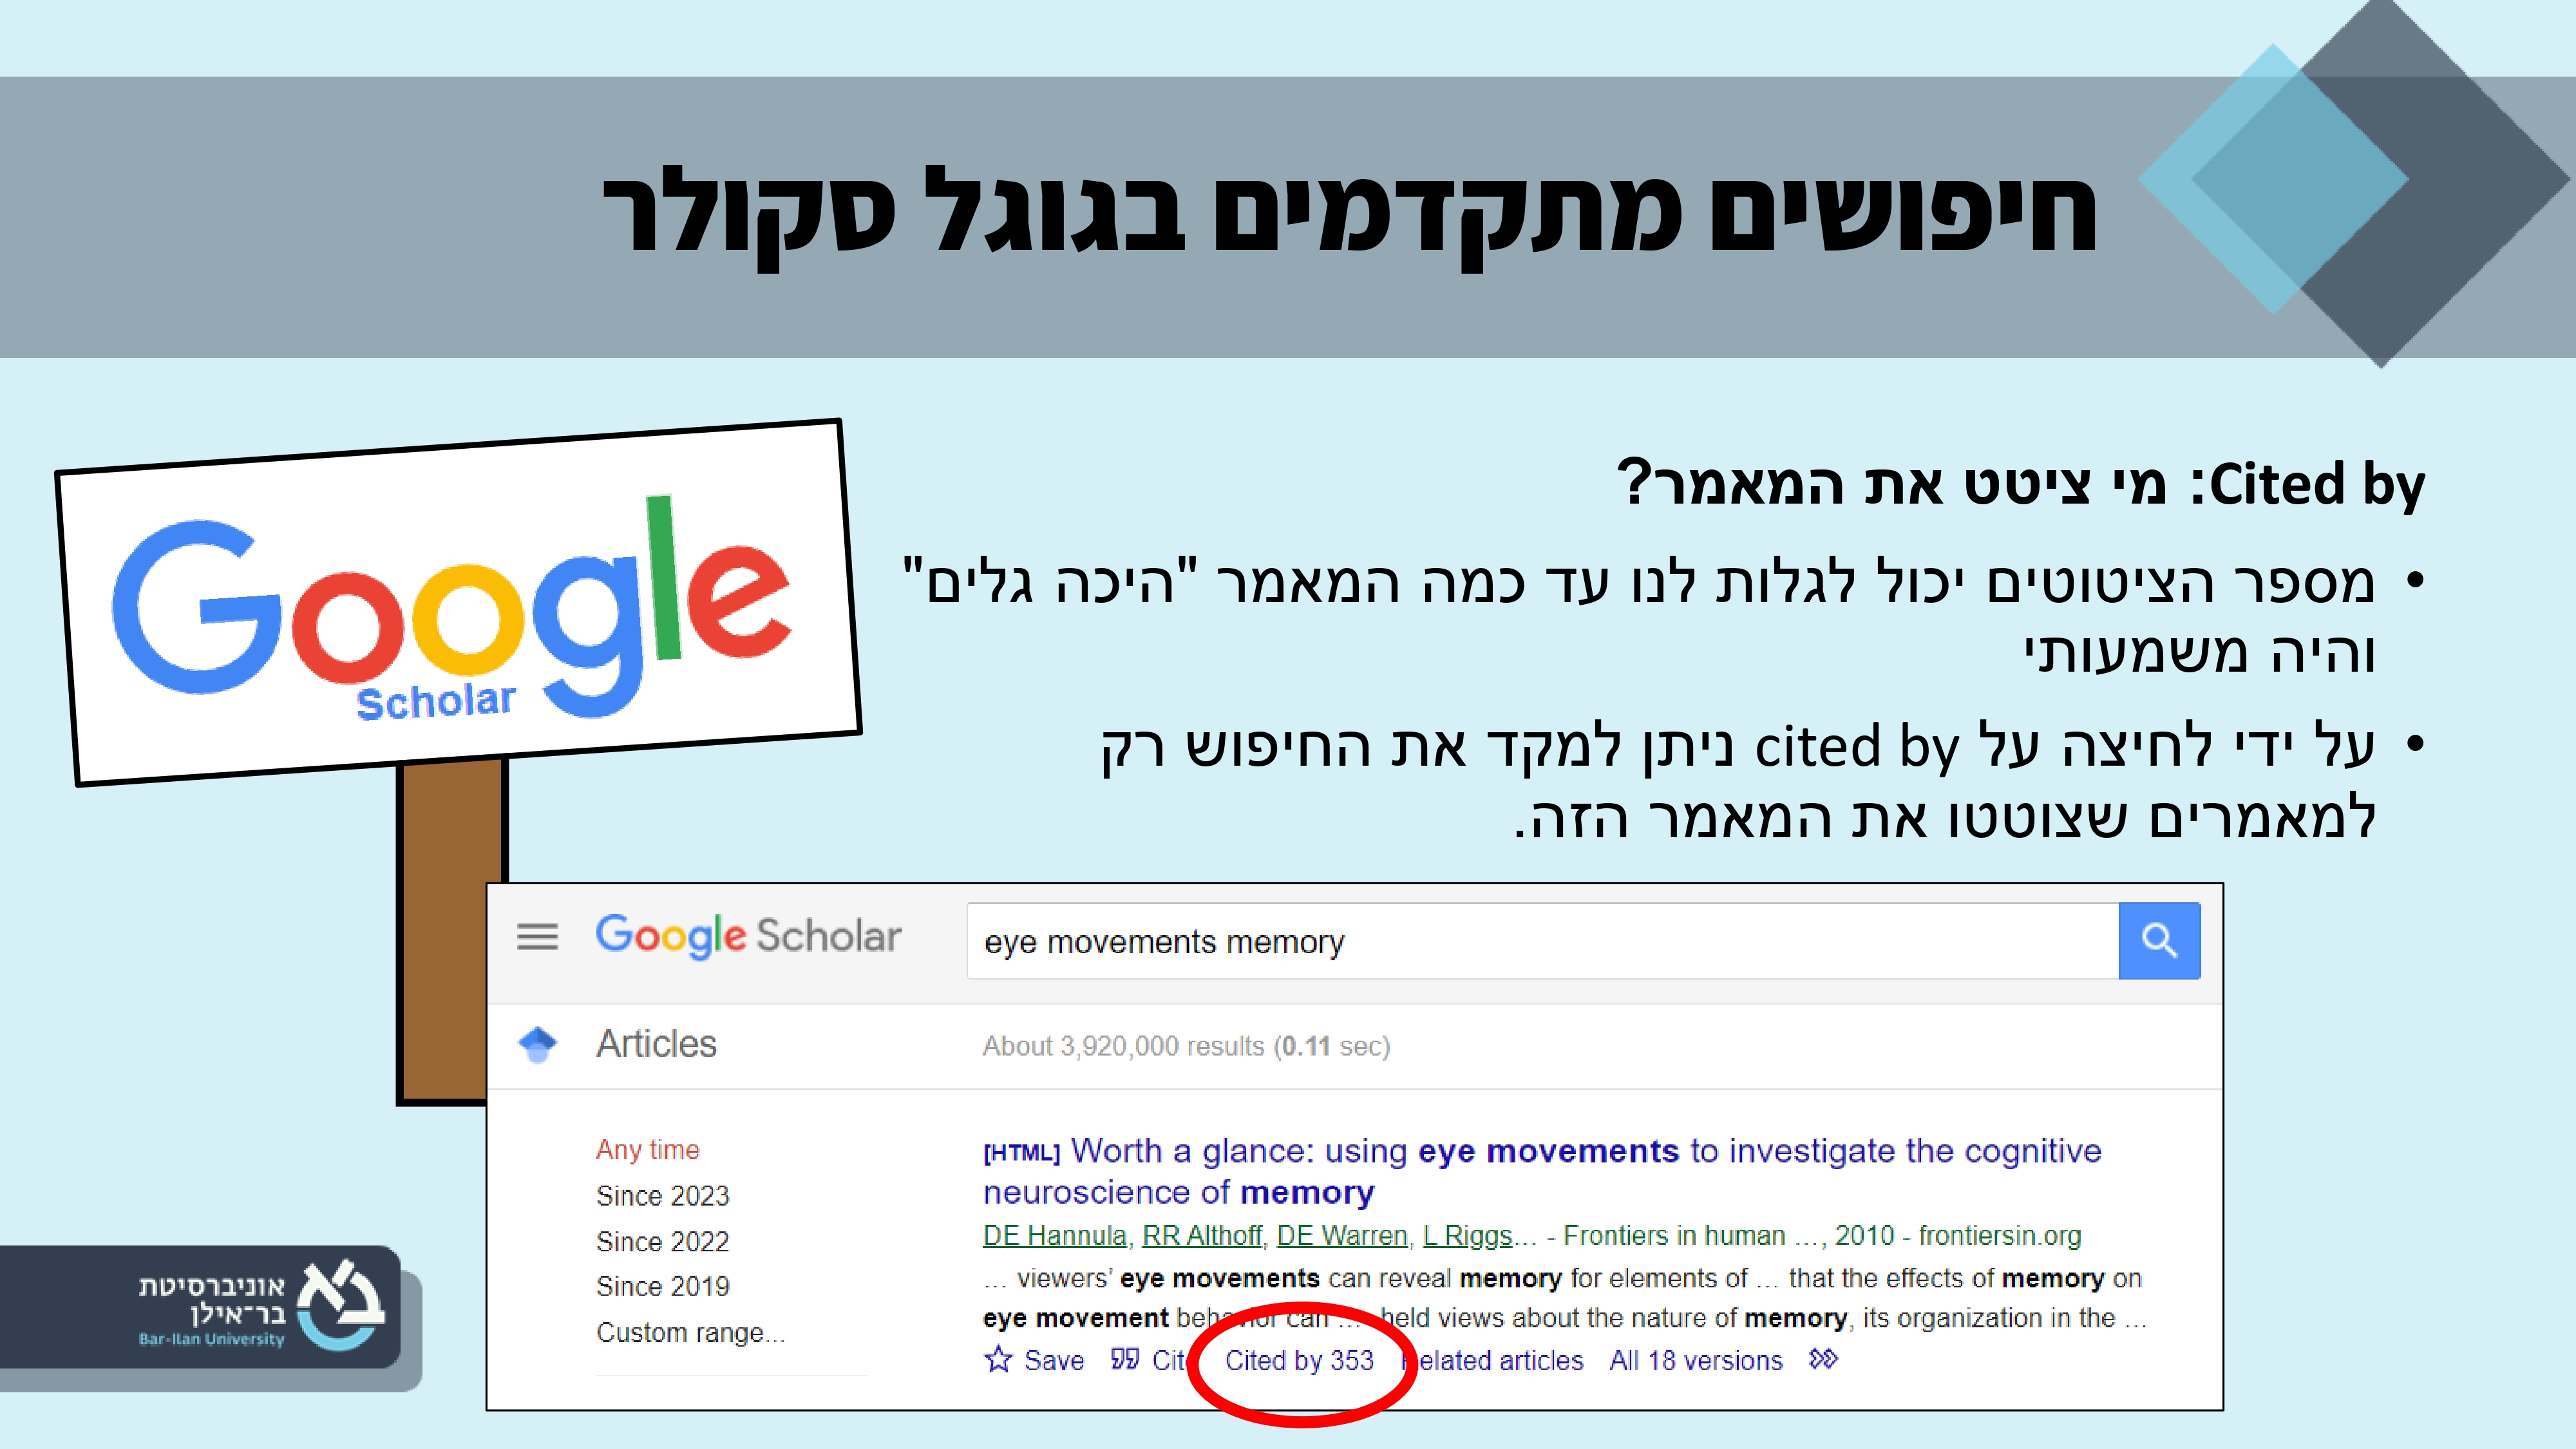 חיפושים מתקדמים בגוגל סקולר
Google
Scholar
Cited by: מי ציטט את המאמר?
• מספר הציטוטים יכול לגלות לנו עד כמה המאמר "היכה גלים"
והיה משמעותי
• על ידי לחיצה על cited by ניתן למקד את החיפוש רק
למאמרים שצוטטו את המאמר הזה.
Google Scholar
eye movements memory
Articles
About 3,920,000 results (0.11 sec)
Any time
Since 2023
Since 2022
Since 2019
Custom range...
[HTML] Worth a glance: using eye movements to investigate the cognitive
neuroscience of memory
DE Hannula, RR Althoff, DE Warren, L Riggs… - Frontiers in human …, 2010 - frontiersin.org
… viewers’ eye movements can reveal memory for elements of … that the effects of memory on
eye movement behavior can … held views about the nature of memory, its organization in the …
Save Cite Cited by 353 Related articles All 18 versions
אוניברסיטת
בר־אילן
Bar-Ilan University